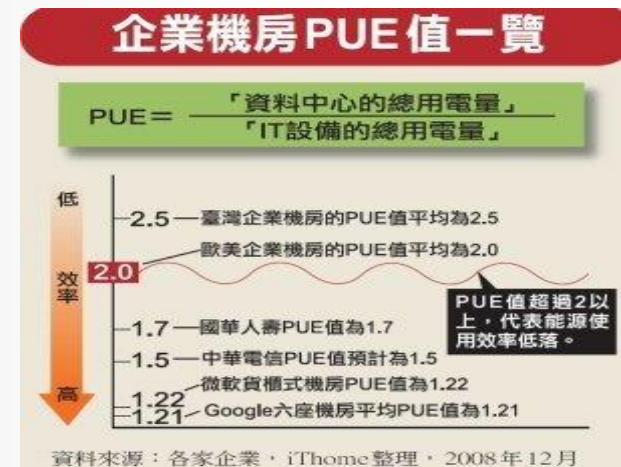 企業機房PUE值一覽
PUE= 「資料中心的總用電量」
「IT設備的總用電量」
低
2.5 臺灣企業機房的PUE值平均為2.5
歐美企業機房的PUE值平均為2.0
效率
2.0
PUE值超過2以
上,代表能源使
用效率低落。
1.7 國華人壽PUE值為1.7
1.5 中華電信PUE值預計為1.5
高
1.22 微軟貨櫃式機房PUE值為1.22
1.21 Google六座機房平均PUE值為1.21
資料來源:各家企業,iThome整理,2008年12月